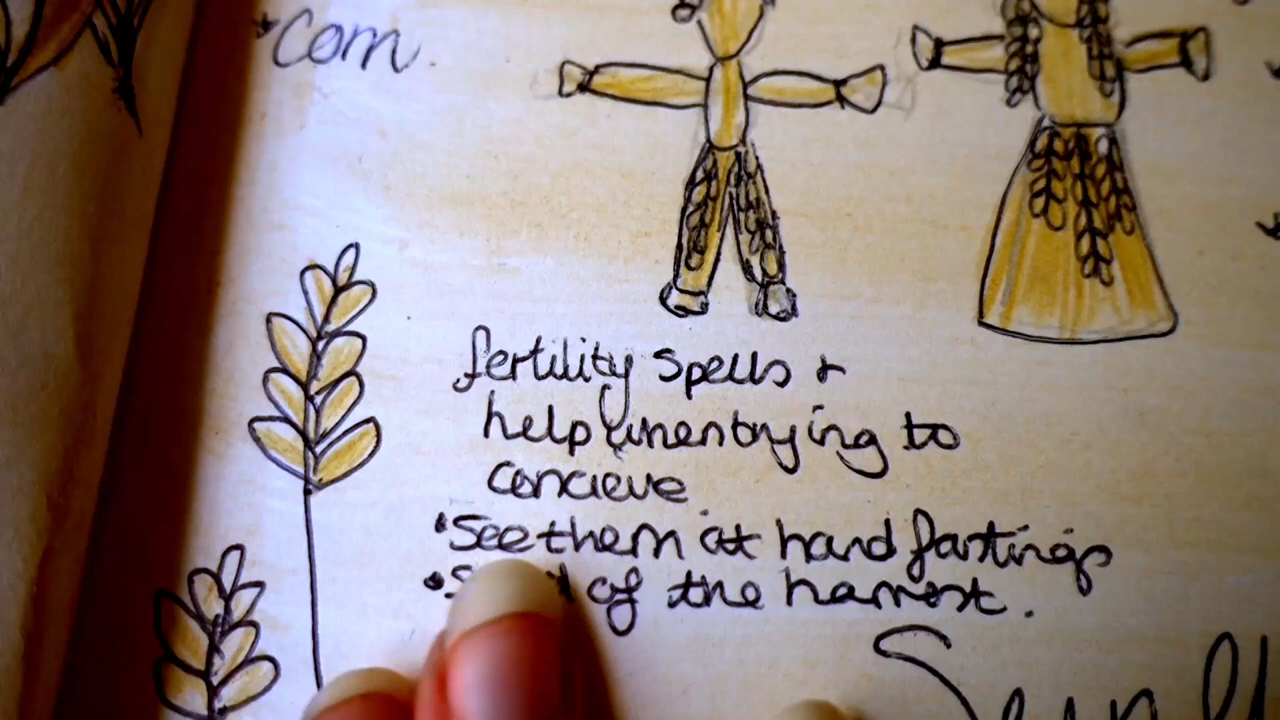 Corn
fertility spells +
help when trying to
concieve
See them at hand fastings
of the harvest.